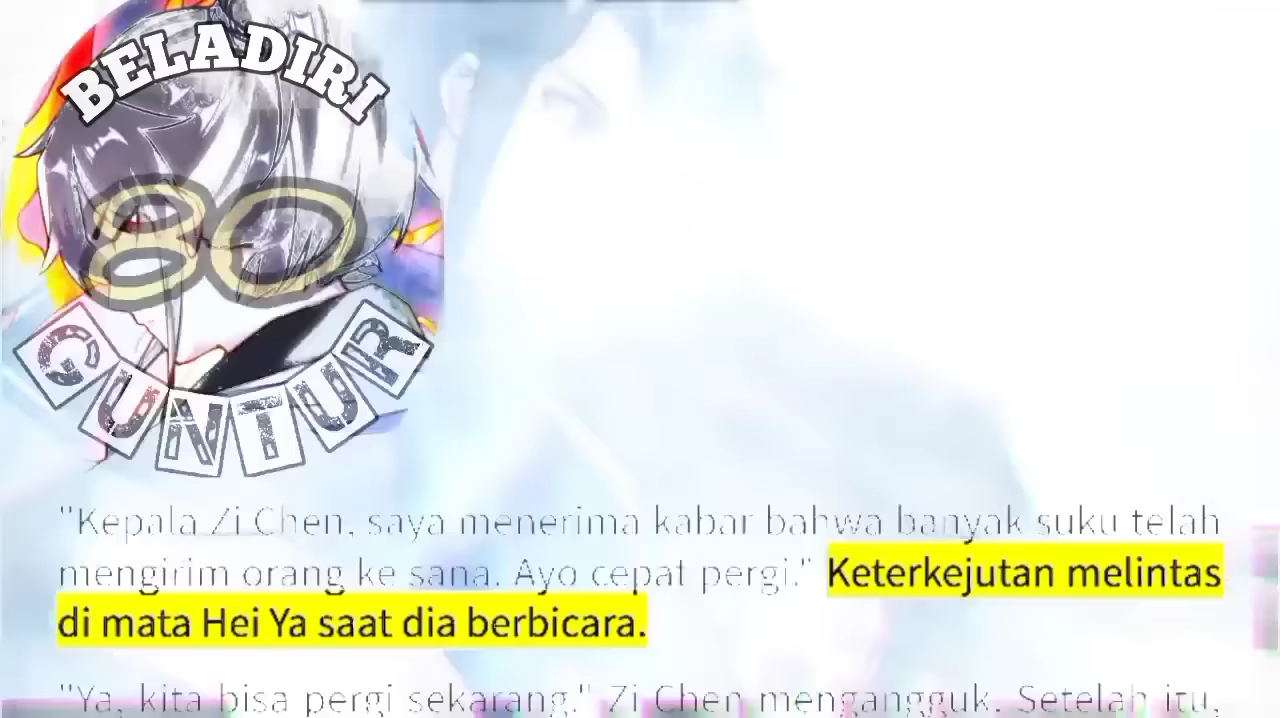 BELADIRI
80
GUNTUR
"Kepala Zi Chen, saya menerima kabar bahwa banyak suku telah
mengirim orang ke sana. Ayo cepat pergi." Keterkejutan melintas
di mata Hei Ya saat dia berbicara.
"Ya, kita bisa pergi sekarang." Zi Chen mengangguk. Setelah itu,